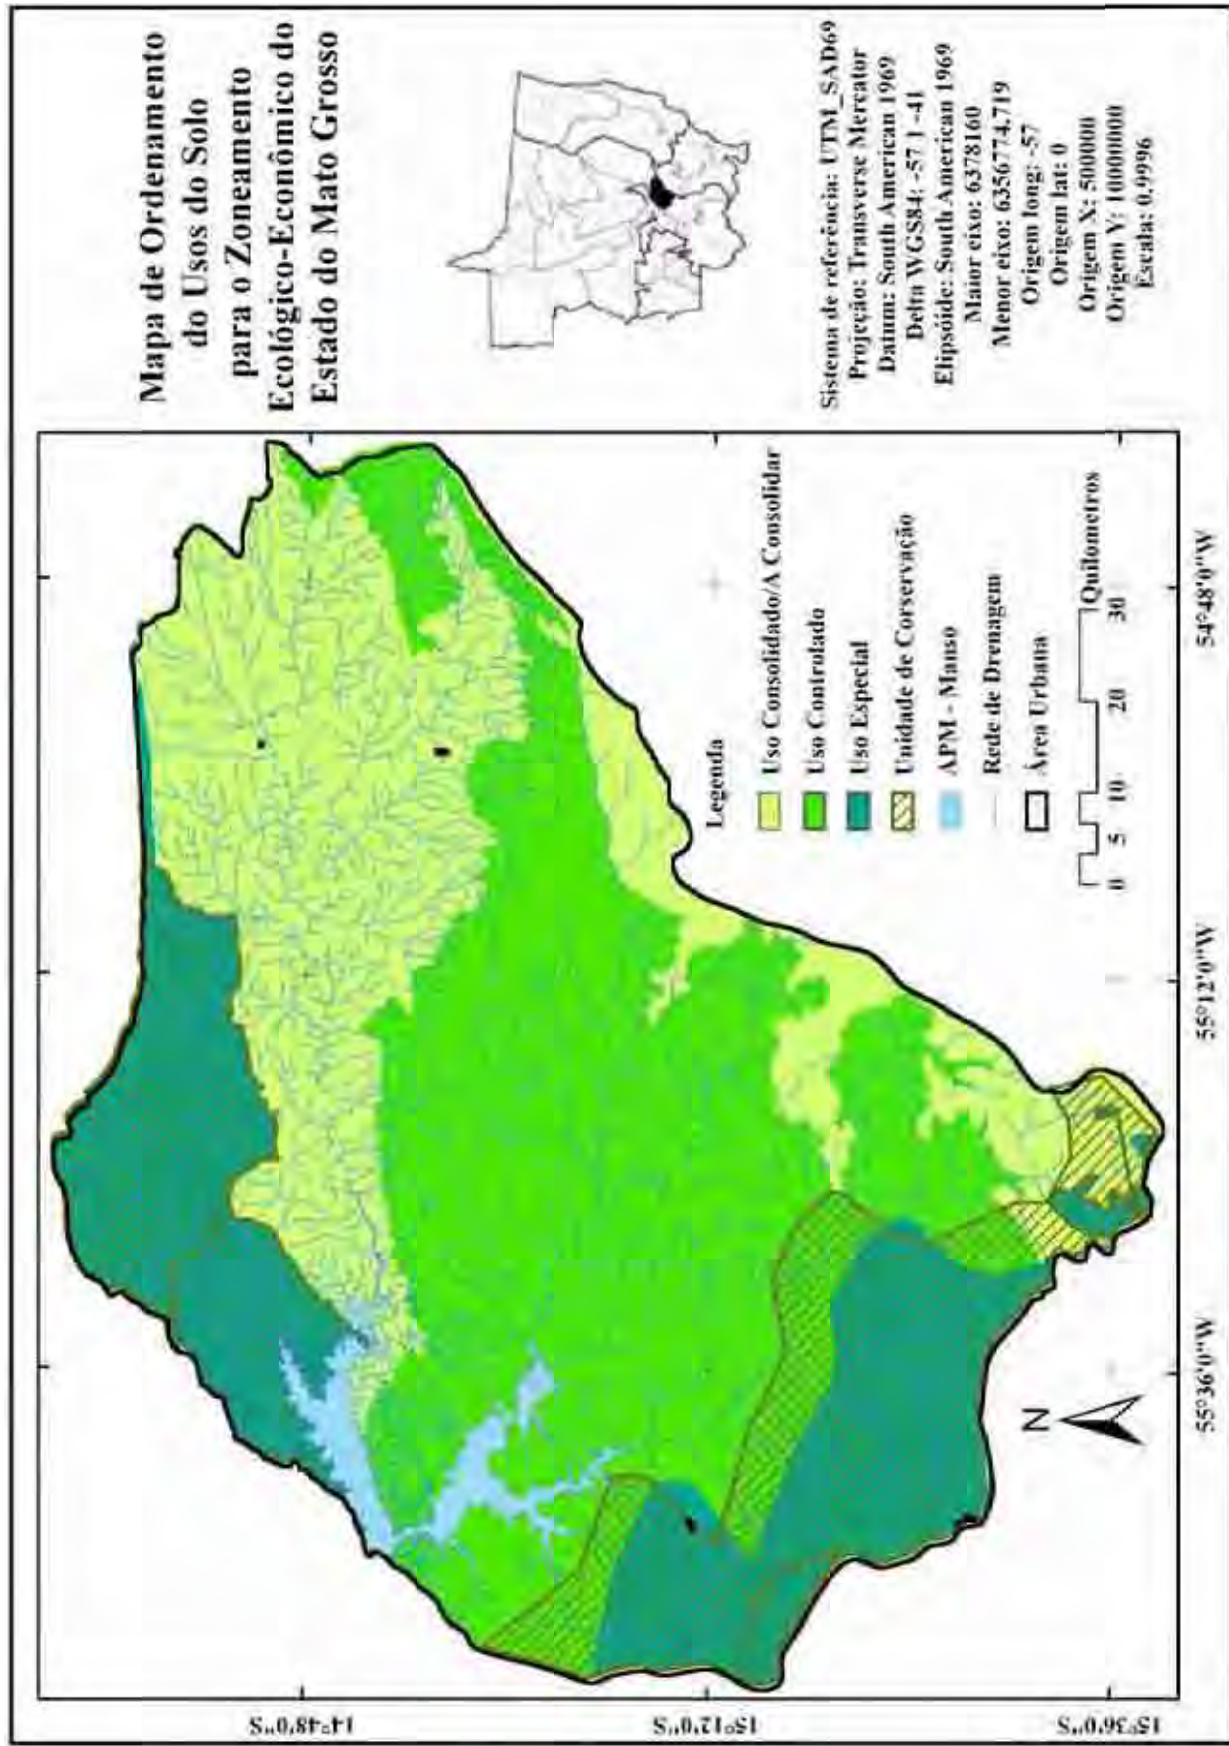 Mapa de Ordenamento
do Usos do Solo
para o Zoneamento
Ecológico-Econômico do
Estado do Mato Grosso
Sistema de referência: UTM_SAD69
Projeção: Transverse Mercator
Datum: South American 1969
Delta WGS84: -57 1 -41
Elipsóide: South American 1969
Maior eixo: 6378160
Menor eixo: 6356774,719
Origem long: -57
Origem lat: 0
Origem X: 500000
Origem Y: 10000000
Escala: 0,9996
Legenda
Uso Consolidado/A Consolidar
Uso Controlado
Uso Especial
Unidade de Corservação
APM - Manso
Rede de Drenagem
Área Urbana
Quilometros
0 5 10 20 30
N
14°48'0"S
15°12'0"S
15°36'0"S
55°36'0"W
55°12'0"W
54°48'0"W